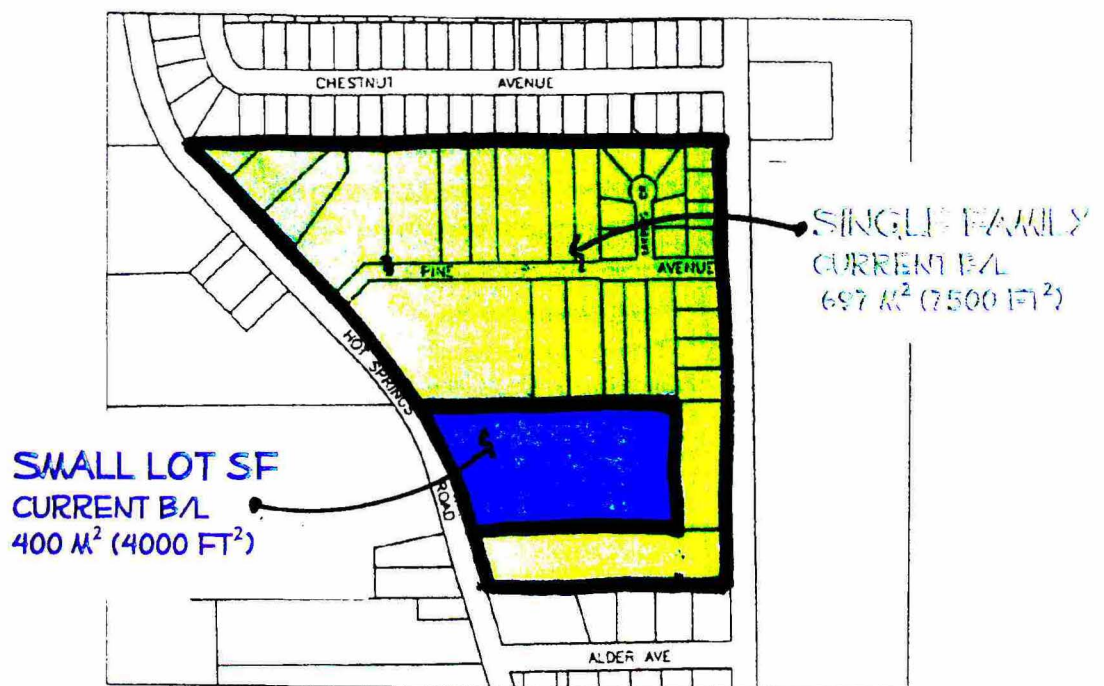 CHESTNUT AVENUE
SINGLE FAMILY
CURRENT B/L
697 M² (7500 FT²)
PINE AVENUE
HOT SPRINGS
ROAD
SMALL LOT SF
CURRENT B/L
400 M² (4000 FT²)
ALDER AVE